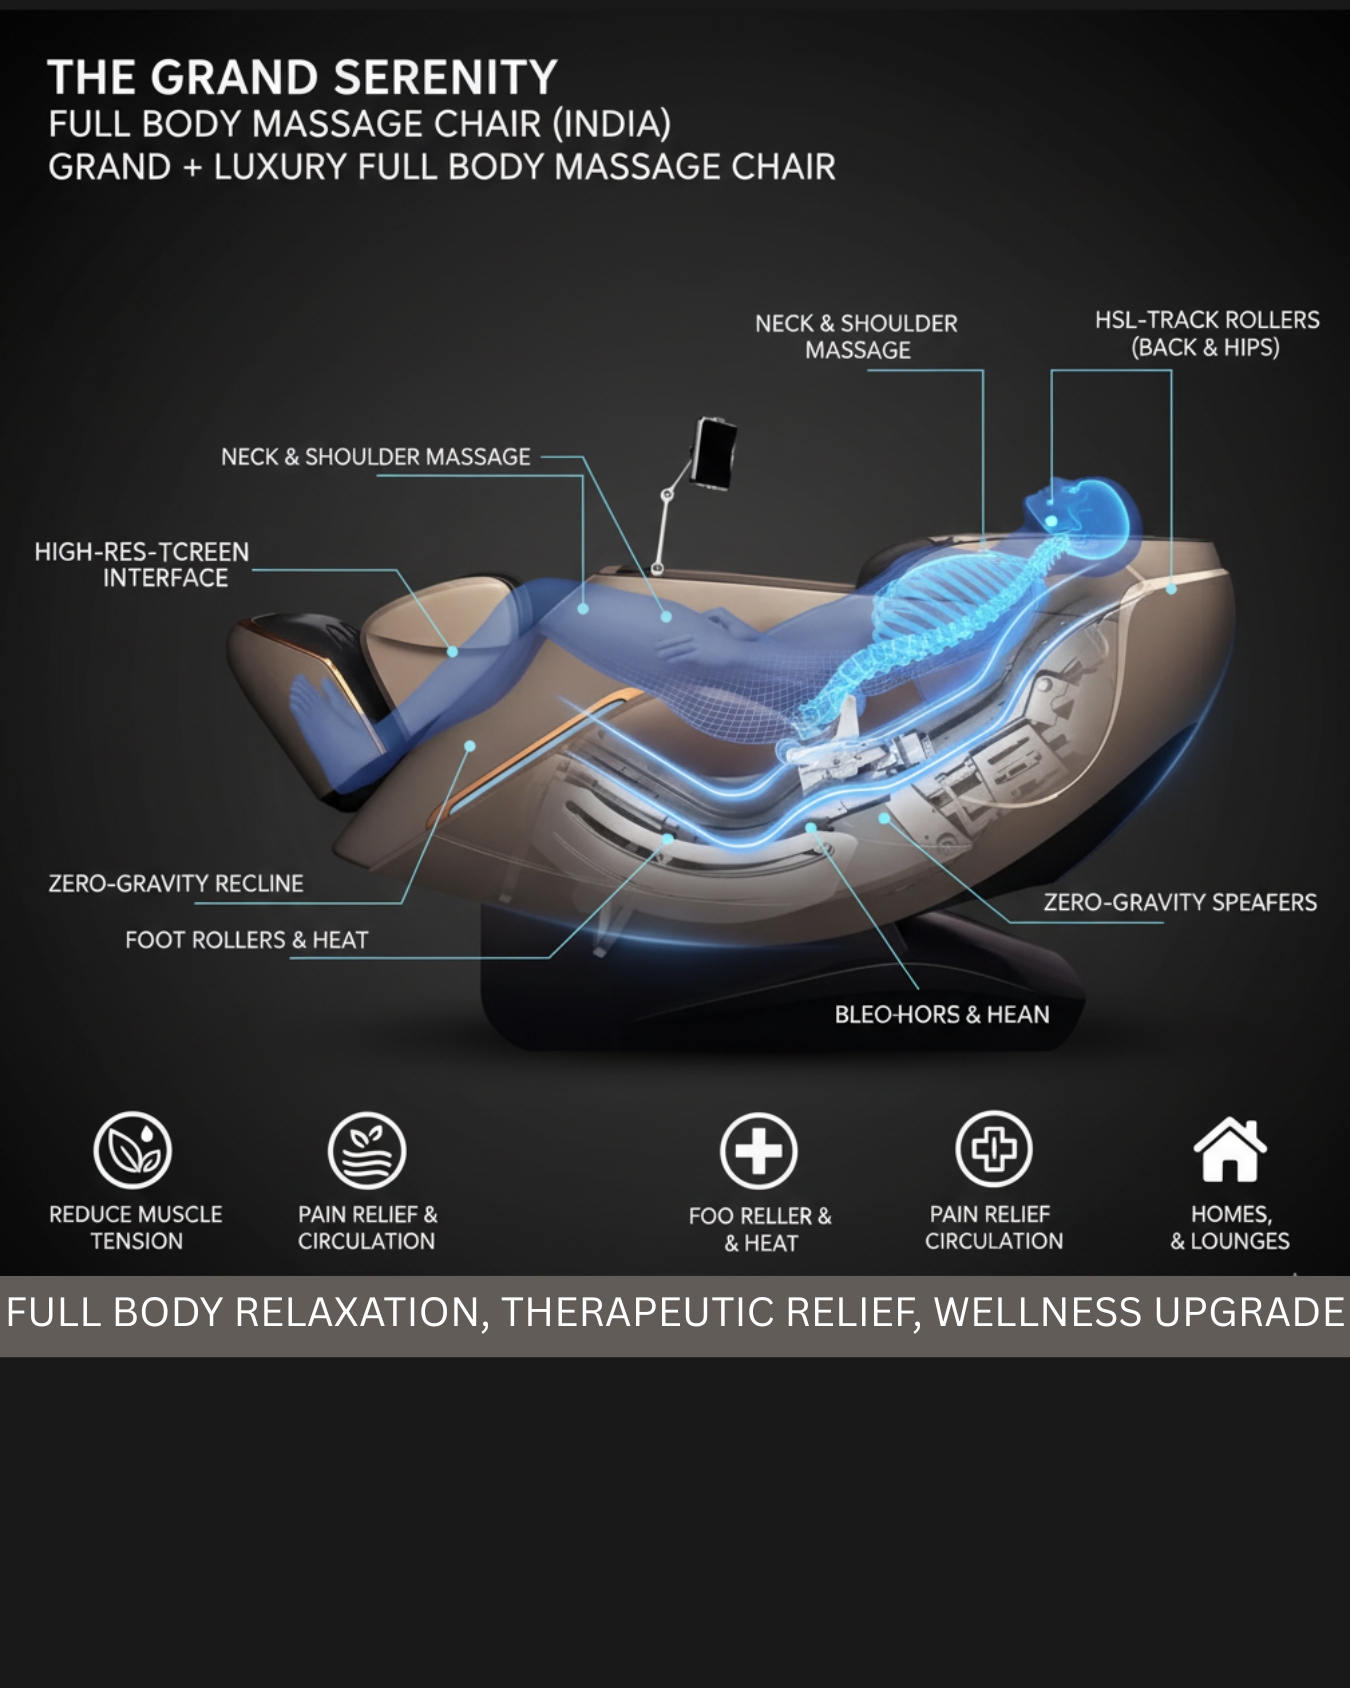 THE GRAND SERENITY
FULL BODY MASSAGE CHAIR (INDIA)
GRAND + LUXURY FULL BODY MASSAGE CHAIR
NECK & SHOULDER
MASSAGE
HSL-TRACK ROLLERS
(BACK & HIPS)
NECK & SHOULDER MASSAGE
HIGH-RES-TCREEN
INTERFACE
ZERO-GRAVITY RECLINE
ZERO-GRAVITY SPEAFERS
FOOT ROLLERS & HEAT
BLEO-HORS & HEAN
REDUCE MUSCLE
TENSION
PAIN RELIEF &
CIRCULATION
FOO RELLER &
& HEAT
PAIN RELIEF
CIRCULATION
HOMES,
& LOUNGES
FULL BODY RELAXATION, THERAPEUTIC RELIEF, WELLNESS UPGRADE